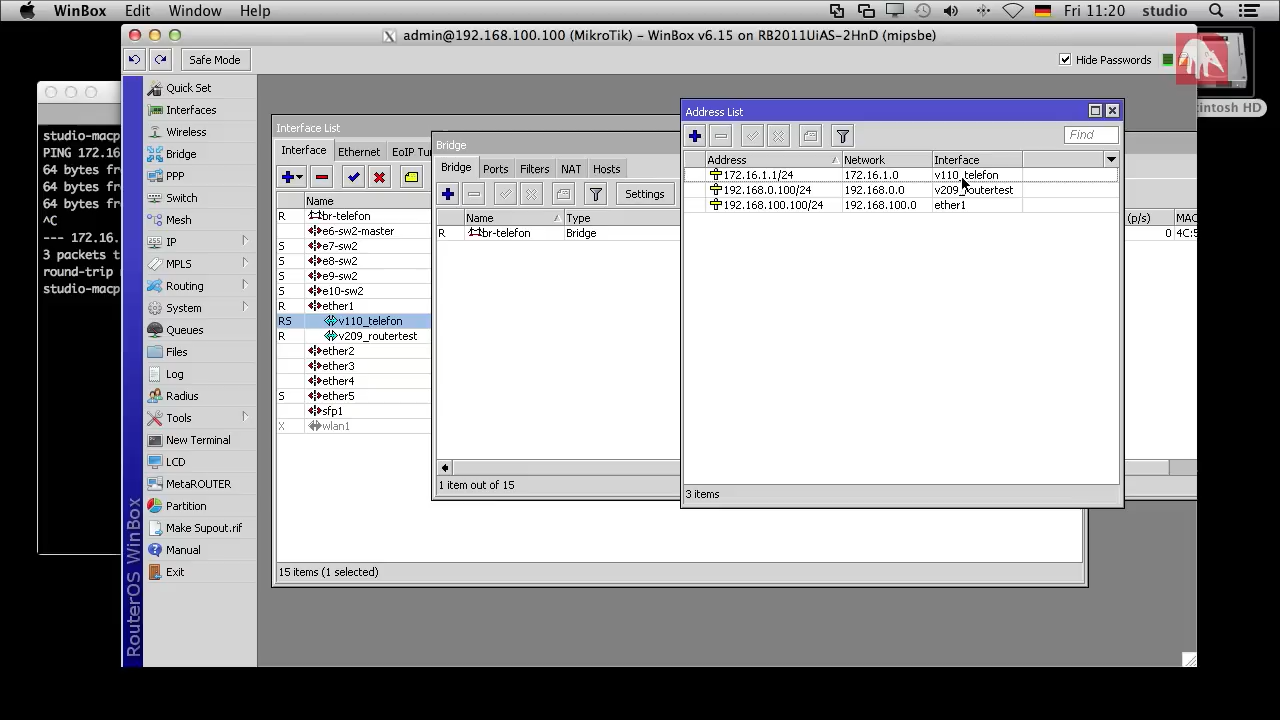 WinBox Edit Window Help Fri 11:20 studio
admin@192.168.100.100 (MikroTik) – WinBox v6.15 on RB2011UiAS-2HnD (mipsbe)
Safe Mode Hide Passwords
intosh HD
studio-macp
PING 172.16
64 bytes fr
64 bytes fr
64 bytes fr
^C
--- 172.16.
3 packets t
round-trip
studio-macp
RouterOS WinBox
Quick Set
Interfaces
Wireless
Bridge
PPP
Switch
Mesh
IP
MPLS
Routing
System
Queues
Files
Log
Radius
Tools
New Terminal
LCD
MetaROUTER
Partition
Make Supout.rif
Manual
Exit
Interface List
Interface Ethernet EoIP Tu
Name
R br-telefon
e6-sw2-master
S e7-sw2
S e8-sw2
S e9-sw2
S e10-sw2
R ether1
RS v110_telefon
R v209_routertest
ether2
ether3
ether4
S ether5
sfp1
X wlan1
15 items (1 selected)
Bridge
Bridge Ports Filters NAT Hosts
Settings
Name Type
R br-telefon Bridge
(p/s) MAC
0 4C:5
1 item out of 15
Address List
Find
Address Network Interface
172.16.1.1/24 172.16.1.0 v110_telefon
192.168.0.100/24 192.168.0.0 v209_routertest
192.168.100.100/24 192.168.100.0 ether1
3 items